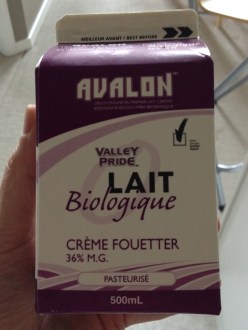 MEILLEUR AVANT / BEST BEFORE
AVALON
VALLEY
PRIDE
LAIT
Biologique
CRÈME FOUETTER
36% M.G.
PASTEURISÉ
500mL